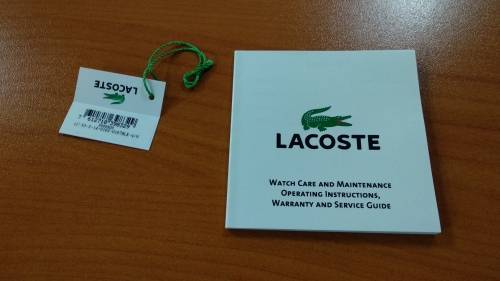 LACOSTE
LACOSTE
WATCH CARE AND MAINTENANCE
OPERATING INSTRUCTIONS,
WARRANTY AND SERVICE GUIDE